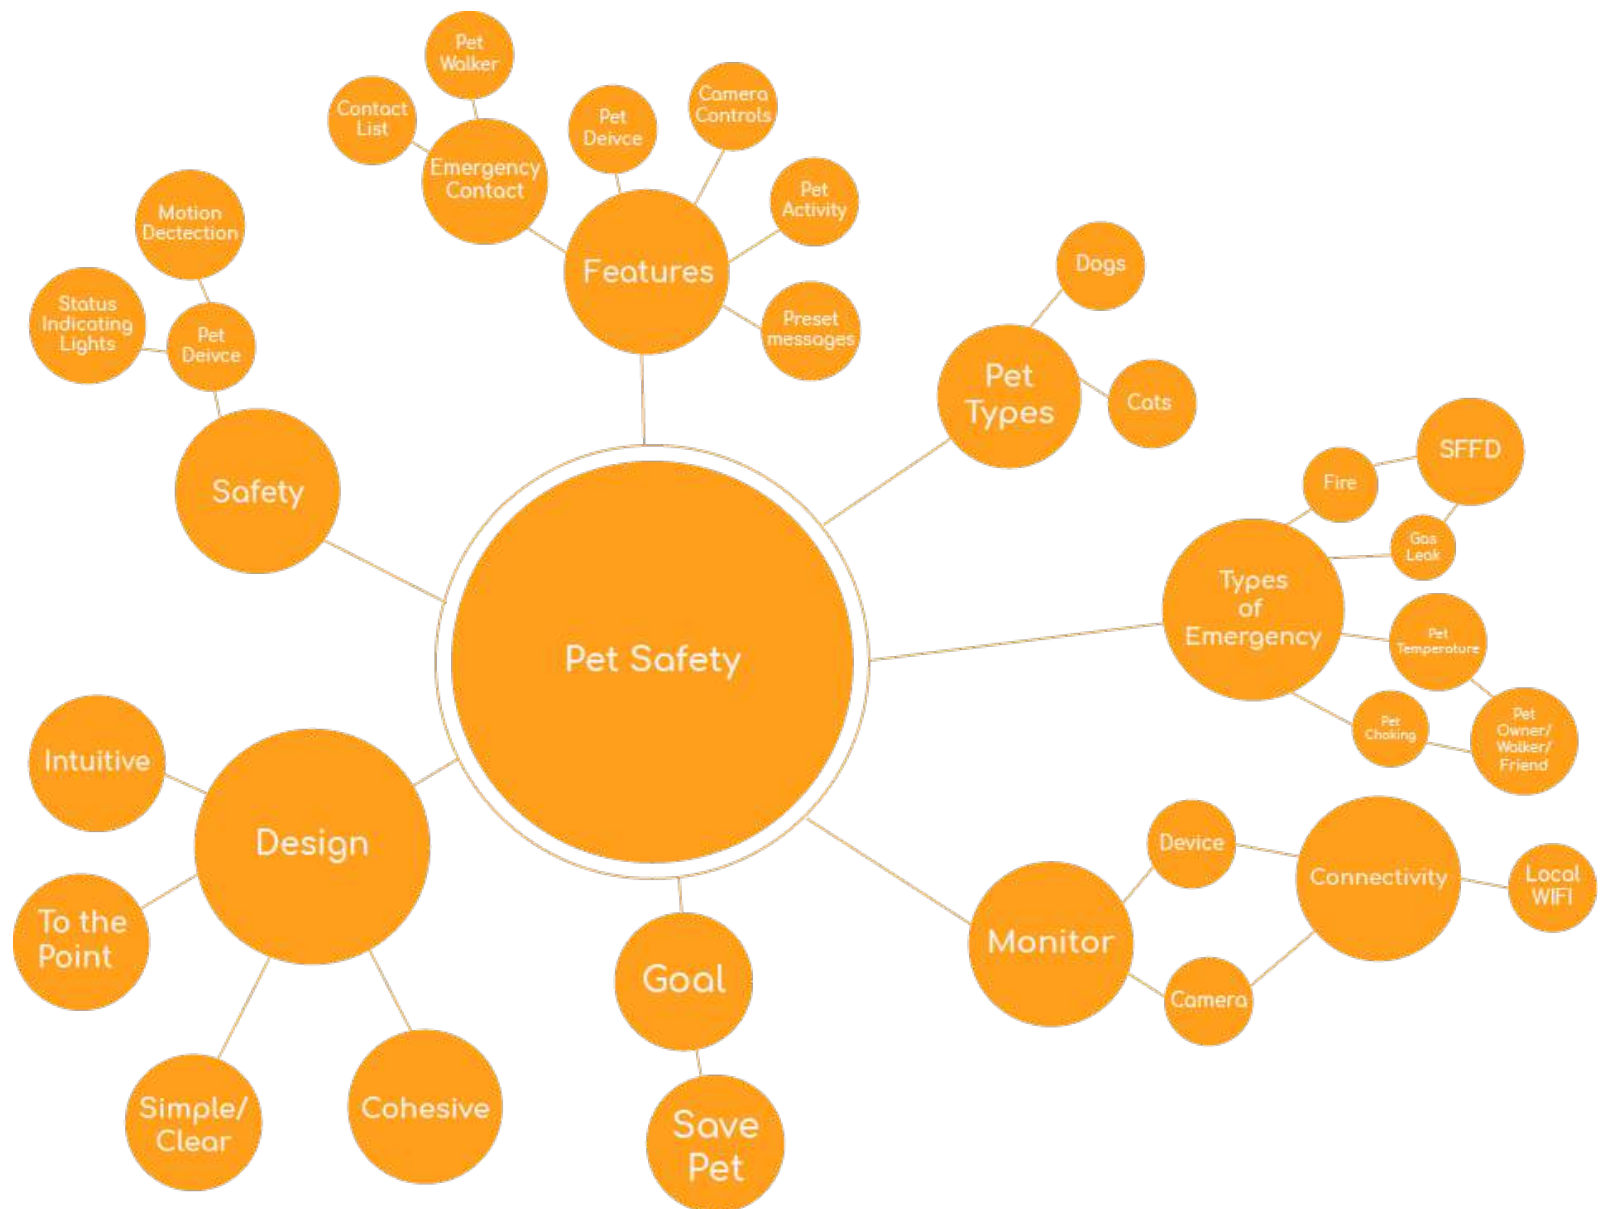 Pet
Walker
Contact
List
Emergency
Contact
Pet
Deivce
Camera
Controls
Pet
Activity
Features
Preset
messages
Motion
Dectection
Status
Indicating
Lights
Pet
Deivce
Safety
Dogs
Pet
Types
Cats
SFFD
Fire
Gas
Leak
Types
of
Emergency
Pet
Temperature
Pet
Choking
Pet
Owner/
Walker/
Friend
Pet Safety
Intuitive
Design
To the
Point
Simple/
Clear
Cohesive
Goal
Save
Pet
Monitor
Device
Camera
Connectivity
Local
WIFI